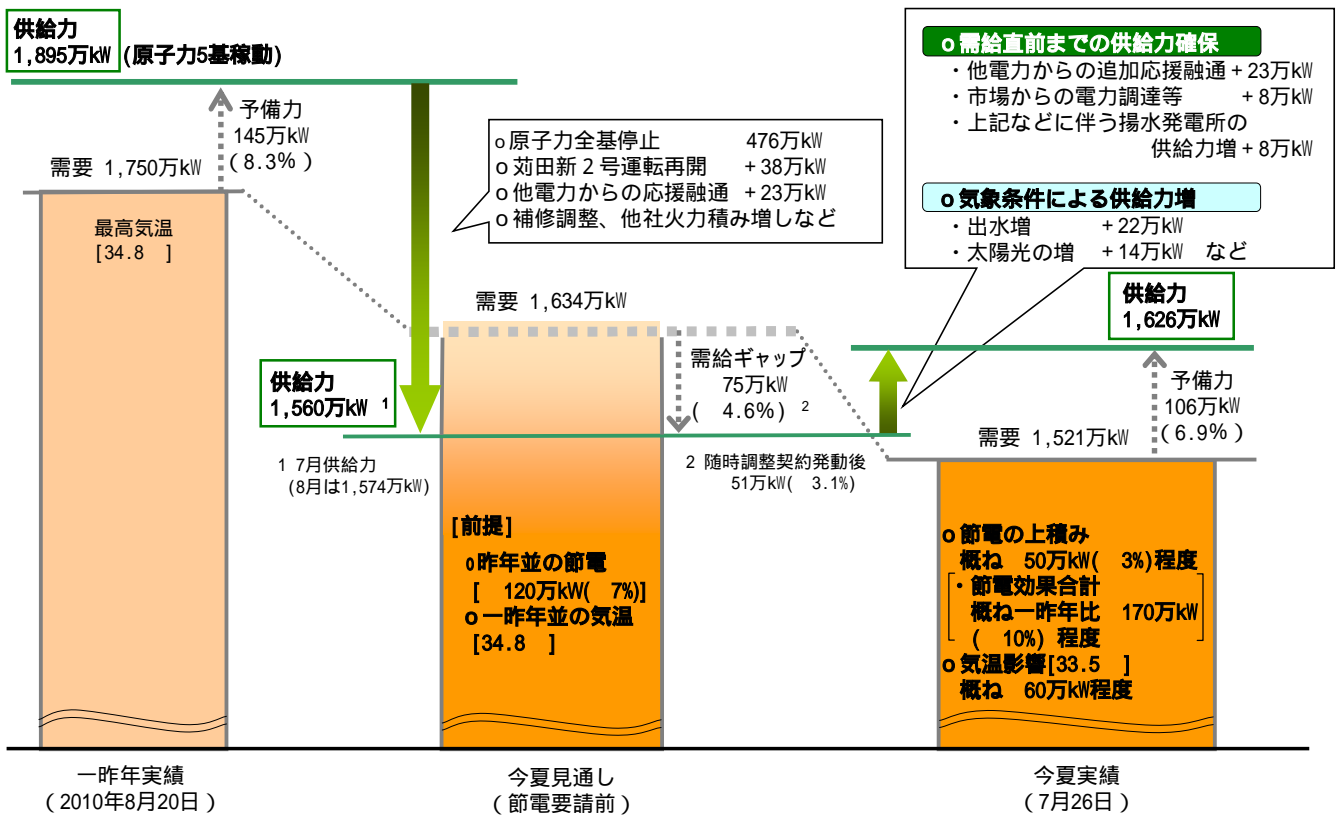 供給力
1,895万kW (原子力5基稼動)
予備力
145万kW
(8.3%)
需要 1,750万kW
最高気温
[34.8 ]
o原子力全基停止 476万kW
o苅田新2号運転再開 +38万kW
o他電力からの応援融通 +23万kW
o補修調整、他社火力積み増しなど
o需給直前までの供給力確保
・他電力からの追加応援融通+23万kW
・市場からの電力調達等 +8万kW
・上記などに伴う揚水発電所の
供給力増+8万kW
o気象条件による供給力増
・出水増 +22万kW
・太陽光の増 +14万kW など
需要 1,634万kW
供給力
1,560万kW 1
1 7月供給力
(8月は1,574万kW)
需給ギャップ
75万kW
( 4.6%) 2
2 随時調整契約発動後
51万kW( 3.1%)
[前提]
o昨年並の節電
[ 120万kW( 7%)]
o一昨年並の気温
[34.8 ]
供給力
1,626万kW
予備力
106万kW
(6.9%)
需要 1,521万kW
o節電の上積み
概ね 50万kW( 3%)程度
・節電効果合計
概ね一昨年比 170万kW
( 10%) 程度
o気温影響[33.5 ]
概ね 60万kW程度
一昨年実績
(2010年8月20日)
今夏見通し
(節電要請前)
今夏実績
(7月26日)